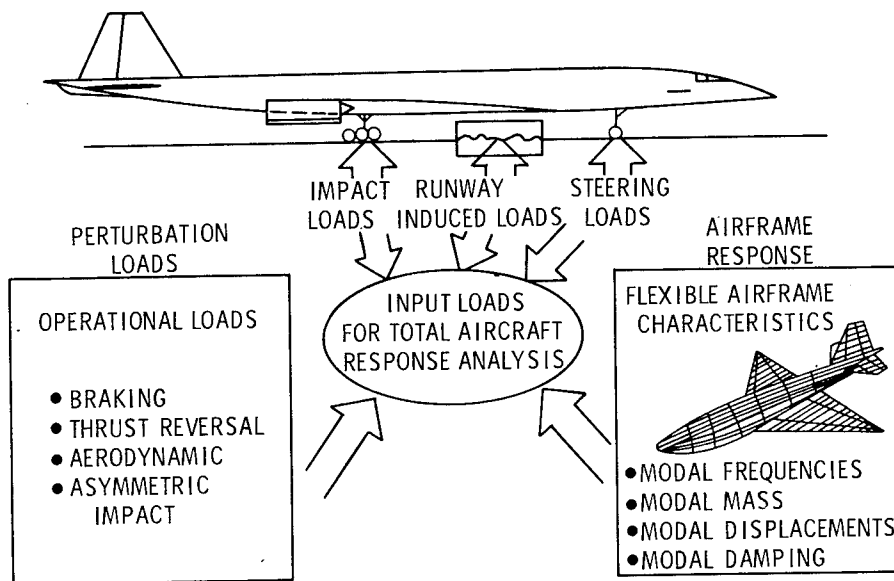 IMPACT
LOADS
RUNWAY
INDUCED LOADS
STEERING
LOADS
PERTURBATION
LOADS
OPERATIONAL LOADS
● BRAKING
● THRUST REVERSAL
● AERODYNAMIC
● ASYMMETRIC
IMPACT
INPUT LOADS
FOR TOTAL AIRCRAFT
RESPONSE ANALYSIS
AIRFRAME
RESPONSE
FLEXIBLE AIRFRAME
CHARACTERISTICS
● MODAL FREQUENCIES
● MODAL MASS
● MODAL DISPLACEMENTS
● MODAL DAMPING